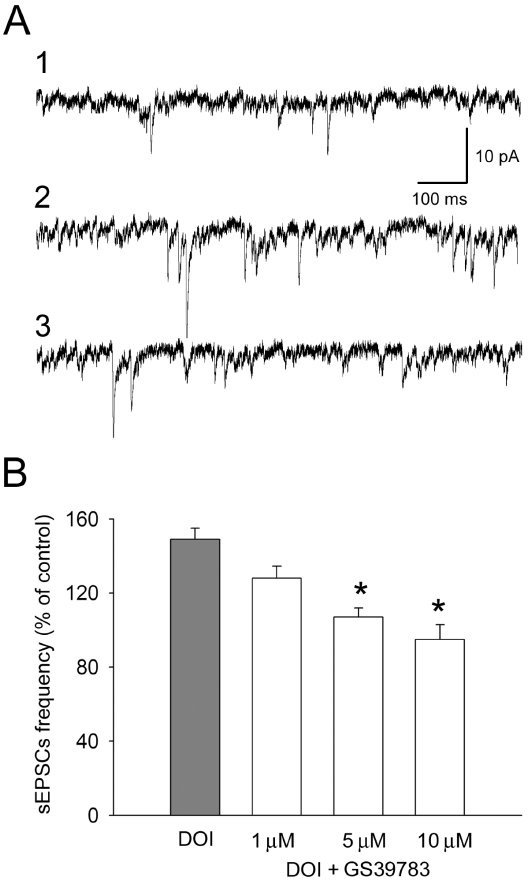 A
1
10 pA
100 ms
2
3
B
sEPSCs frequency (% of control)
160
120
80
40
0
*
*
DOI
1 µM
5 µM
10 µM
DOI + GS39783